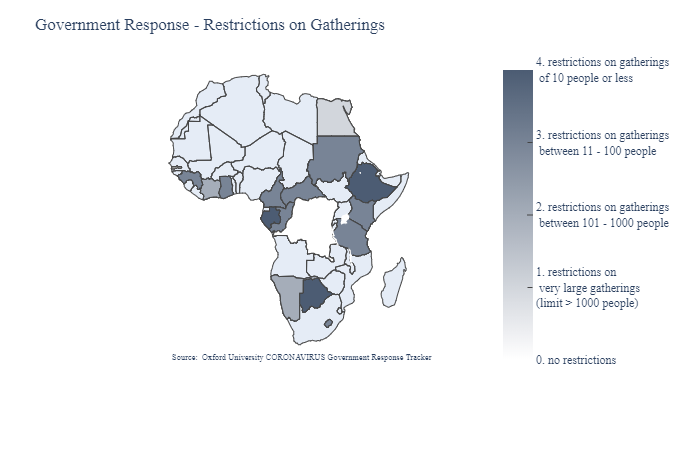 Government Response - Restrictions on Gatherings
4. restrictions on gatherings
of 10 people or less
3. restrictions on gatherings
between 11 - 100 people
2. restrictions on gatherings
between 101 - 1000 people
1. restrictions on
very large gatherings
(limit > 1000 people)
0. no restrictions
Source: Oxford University CORONAVIRUS Government Response Tracker